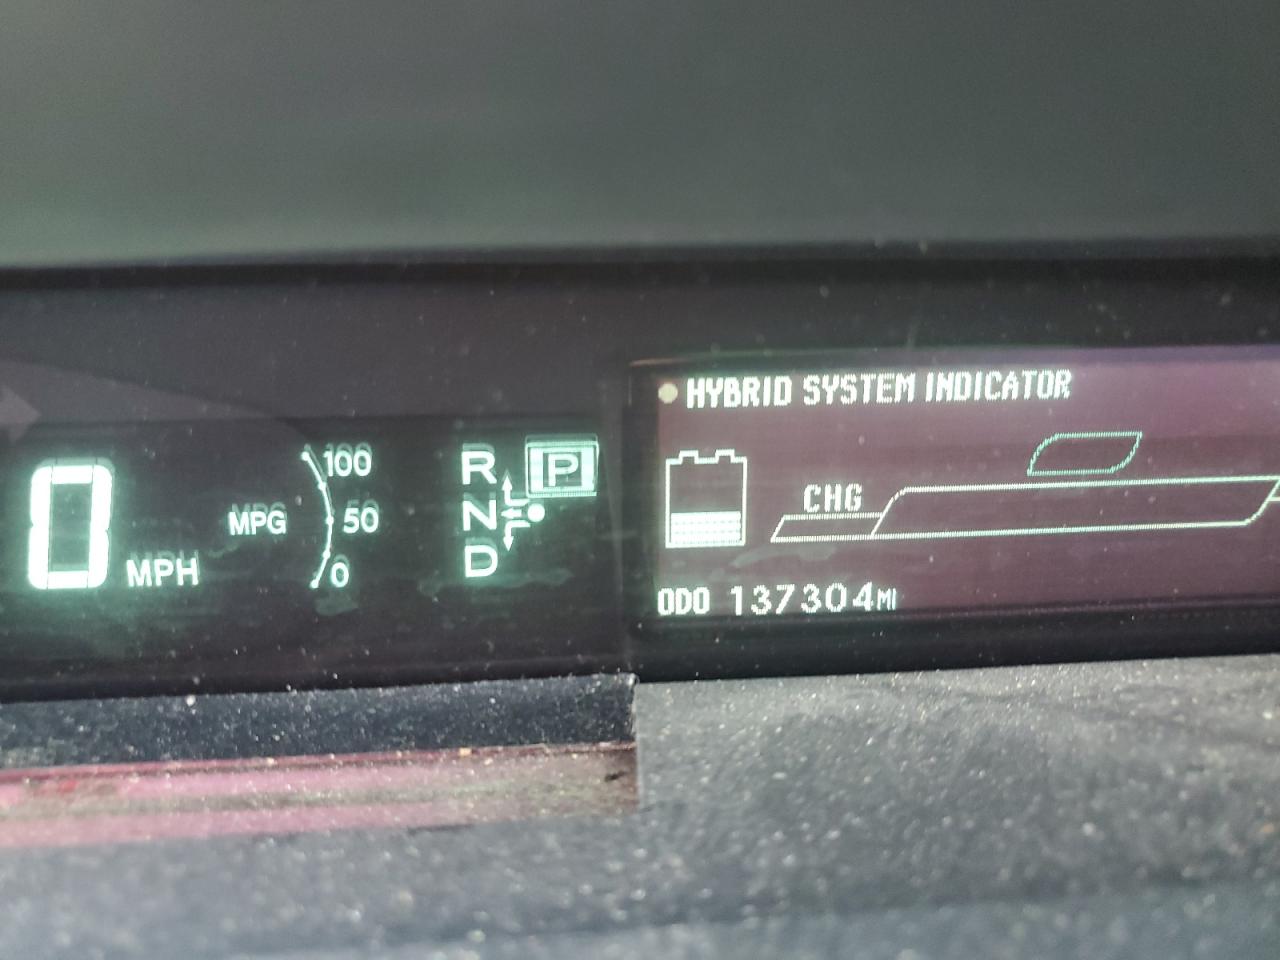 0 MPH
MPG
100
50
0
R
N
D
P
HYBRID SYSTEM INDICATOR
CHG
ODO 137304MI